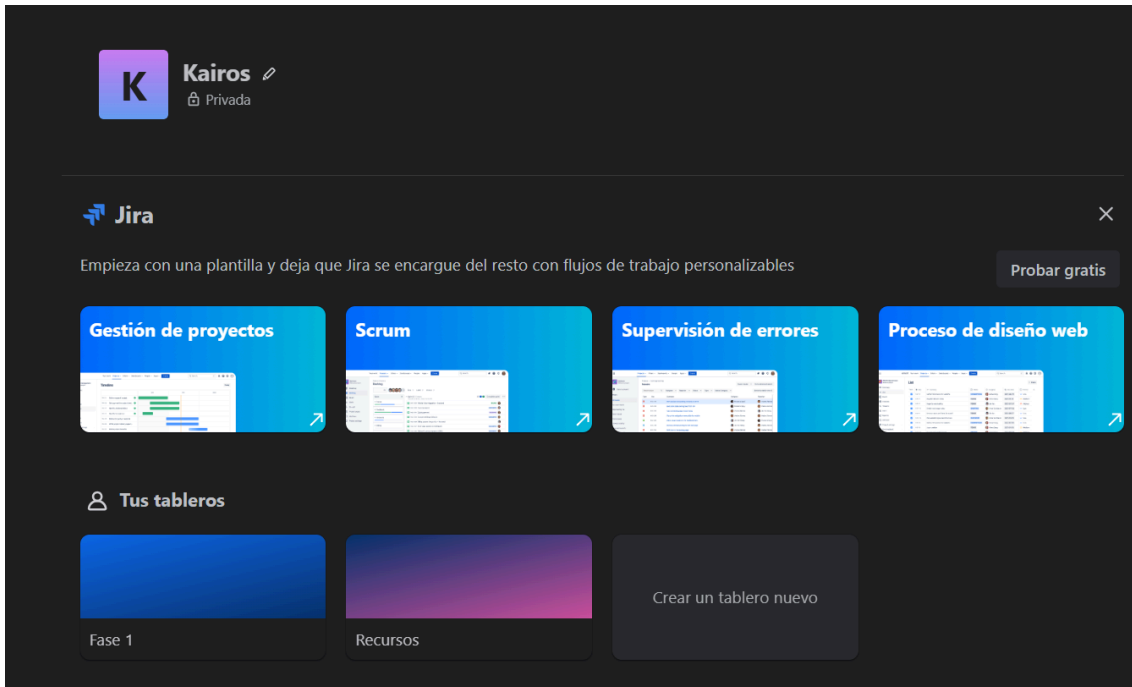 K
Kairos
Privada
Jira
Empieza con una plantilla y deja que Jira se encargue del resto con flujos de trabajo personalizables
Probar gratis
Gestión de proyectos
Scrum
Supervisión de errores
Proceso de diseño web
Tus tableros
Fase 1
Recursos
Crear un tablero nuevo